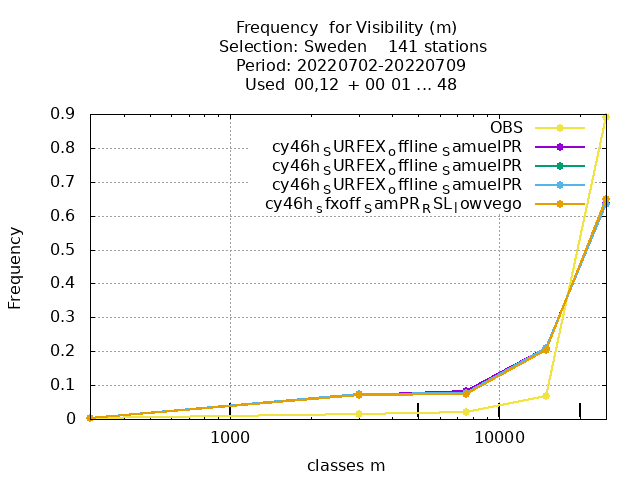 Frequency for Visibility (m)
Selection: Sweden 141 stations
Period: 20220702-20220709
Used 00,12 + 00 01 ... 48
0.9
0.8
0.7
0.6
0.5
0.4
0.3
0.2
0.1
0
Frequency
OBS
cy46h_SURFEX_offline_SamuelPR
cy46h_SURFEX_offline_SamuelPR
cy46h_SURFEX_offline_SamuelPR
cy46h_sfxoff_SamPR_RSL_lowvego
1000 10000
classes m